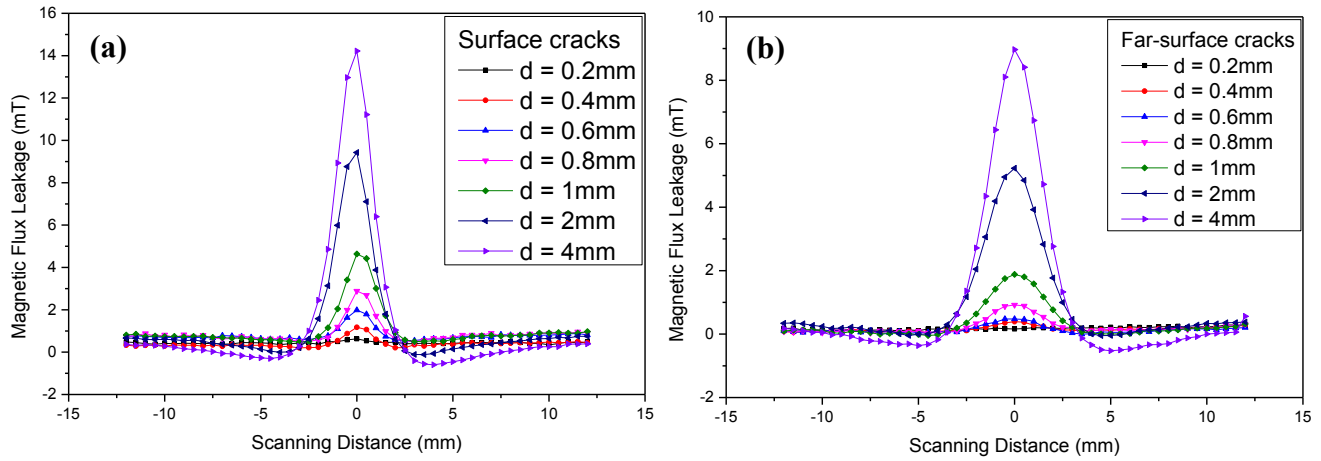 (a)
Surface cracks
d = 0.2mm
d = 0.4mm
d = 0.6mm
d = 0.8mm
d = 1mm
d = 2mm
d = 4mm
Magnetic Flux Leakage (mT)
16
14
12
10
8
6
4
2
0
-2
-15
-10
-5
0
5
10
15
Scanning Distance (mm)
(b)
Far-surface cracks
d = 0.2mm
d = 0.4mm
d = 0.6mm
d = 0.8mm
d = 1mm
d = 2mm
d = 4mm
Magnetic Flux Leakage (mT)
10
8
6
4
2
0
-2
-15
-10
-5
0
5
10
15
Scanning Distance (mm)